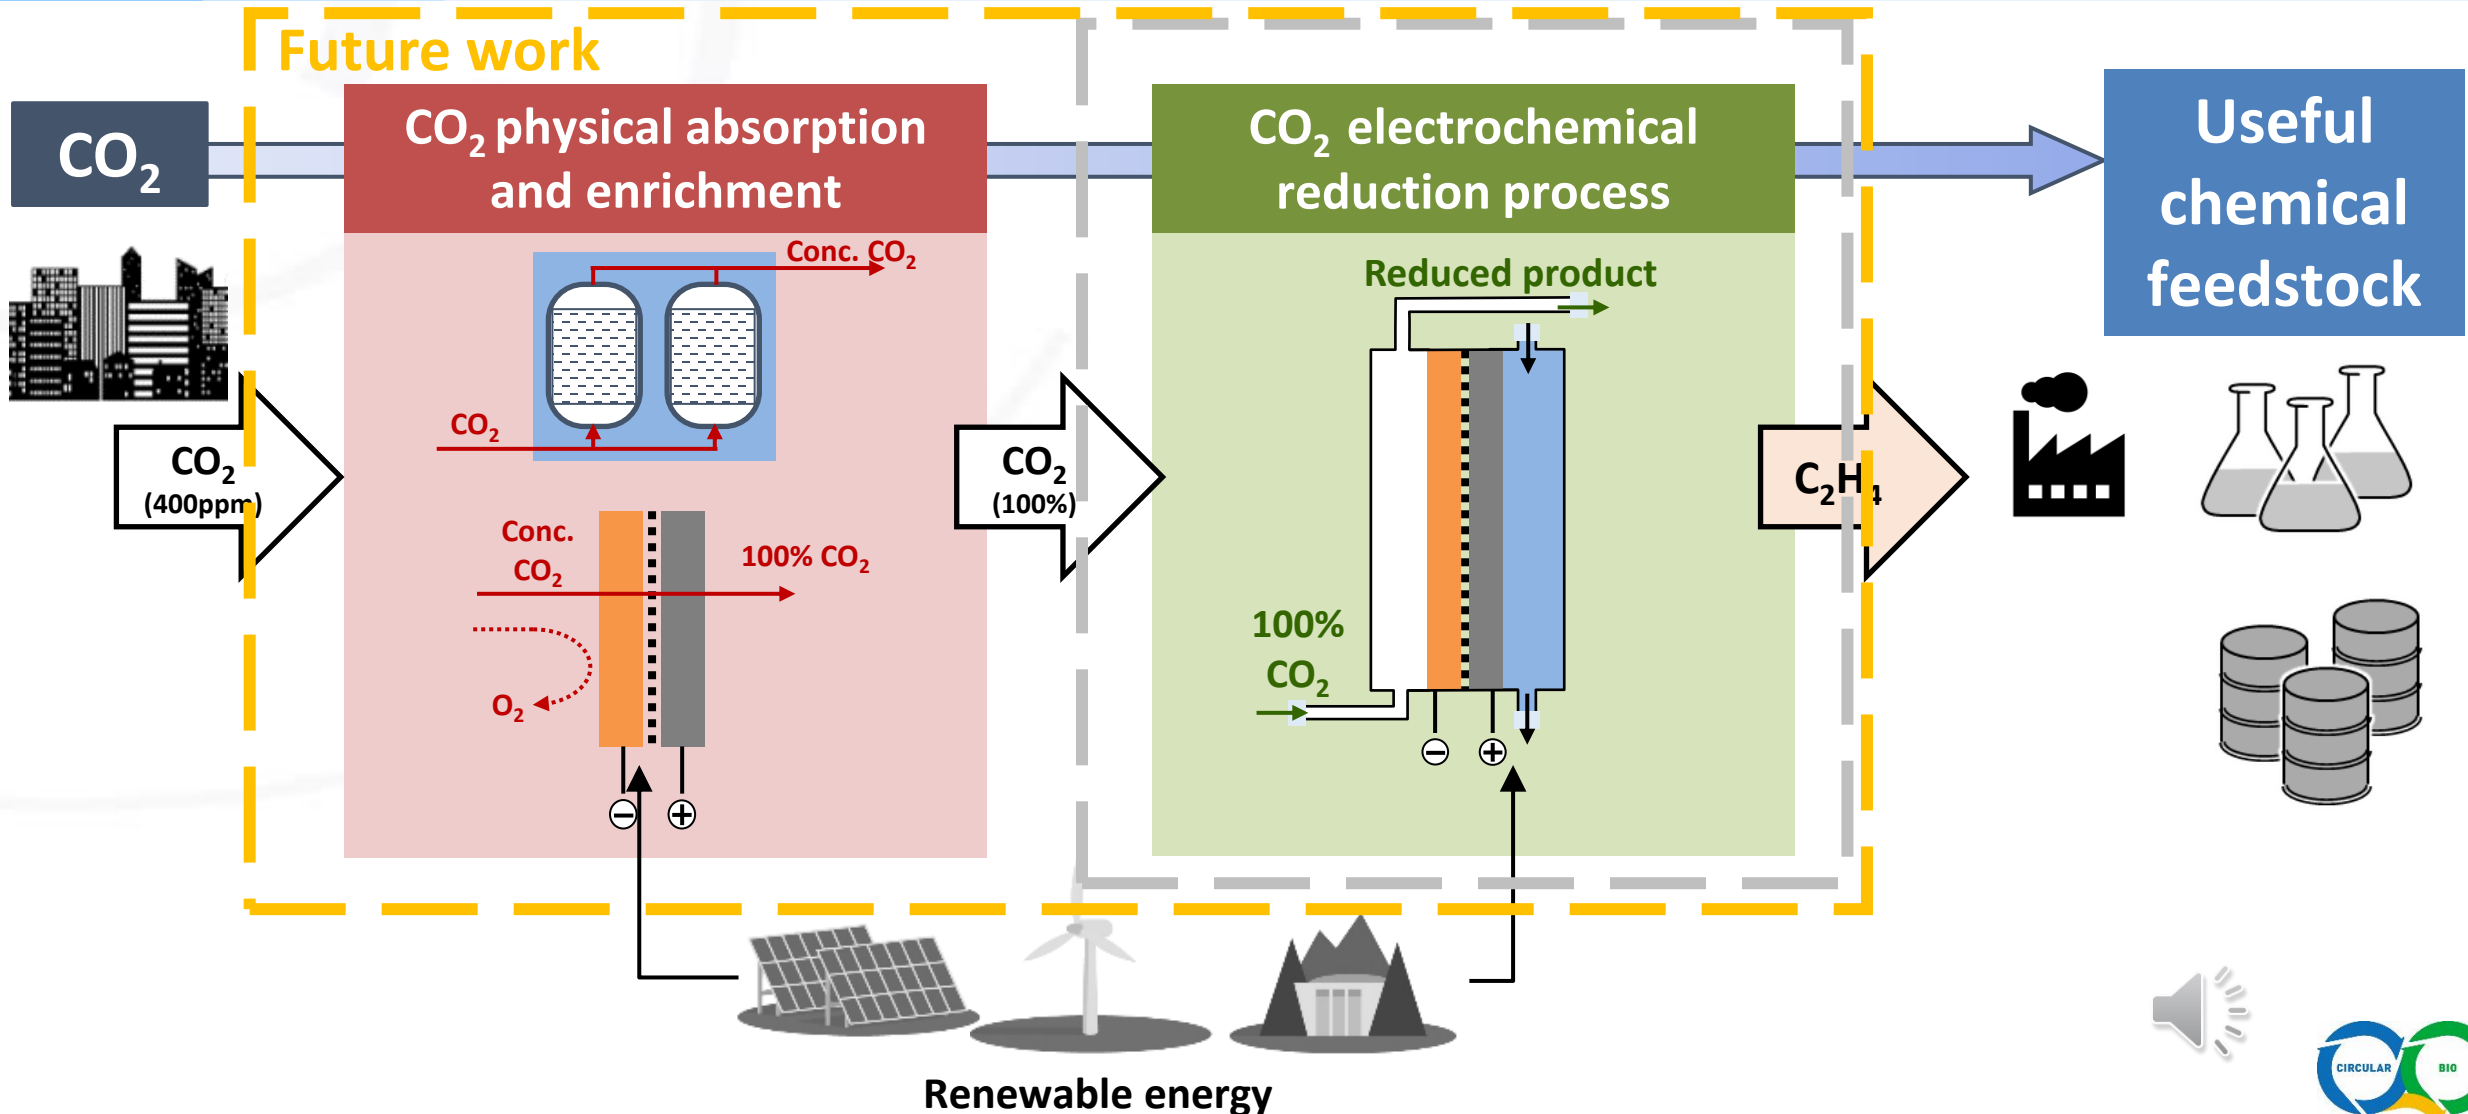 Future work
CO₂
CO₂ physical absorption
and enrichment
CO₂ electrochemical
reduction process
Useful
chemical
feedstock
Conc. CO₂
CO₂
Conc.
CO₂
100% CO₂
O₂
−
+
CO₂
(400ppm)
CO₂
(100%)
Reduced product
100%
CO₂
−
+
C₂H₄
Renewable energy
CIRCULAR
BIO